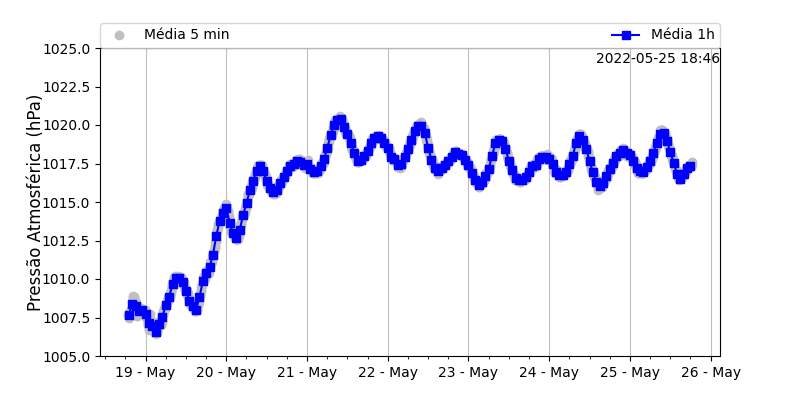 Média 5 min
Média 1h
2022-05-25 18:46
Pressão Atmosférica (hPa)
1025.0
1022.5
1020.0
1017.5
1015.0
1012.5
1010.0
1007.5
1005.0
19 - May
20 - May
21 - May
22 - May
23 - May
24 - May
25 - May
26 - May